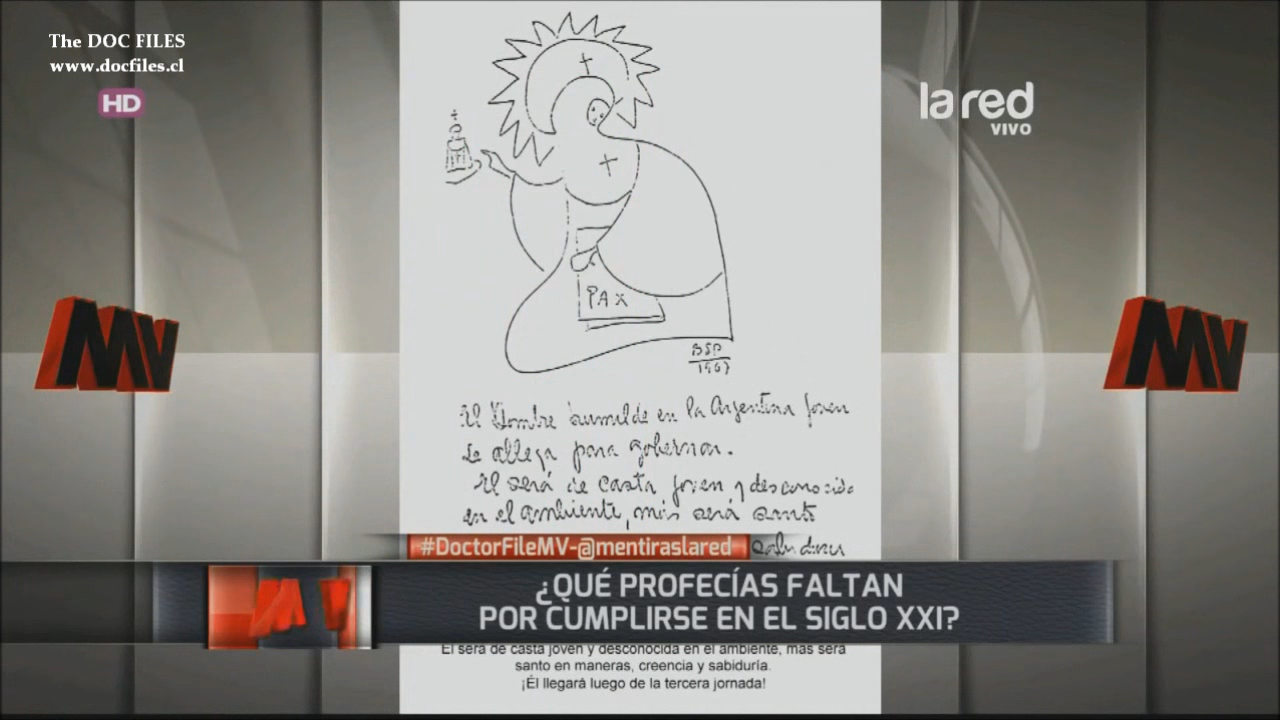 The DOC FILES
www.docfiles.cl
HD
la red
VIVO
MV
MV
PAX
BSP
El Hombre humilde en la Argentina joven
se allega para gobernar.
El será de casta joven y desconocida
en el ambiente, más será santo
#DoctorFileMV-@mentiraslared
MV
¿QUÉ PROFECÍAS FALTAN
POR CUMPLIRSE EN EL SIGLO XXI?
El será de casta joven y desconocida en el ambiente, más será
santo en maneras, creencia y sabiduría.
¡Él llegará luego de la tercera jornada!